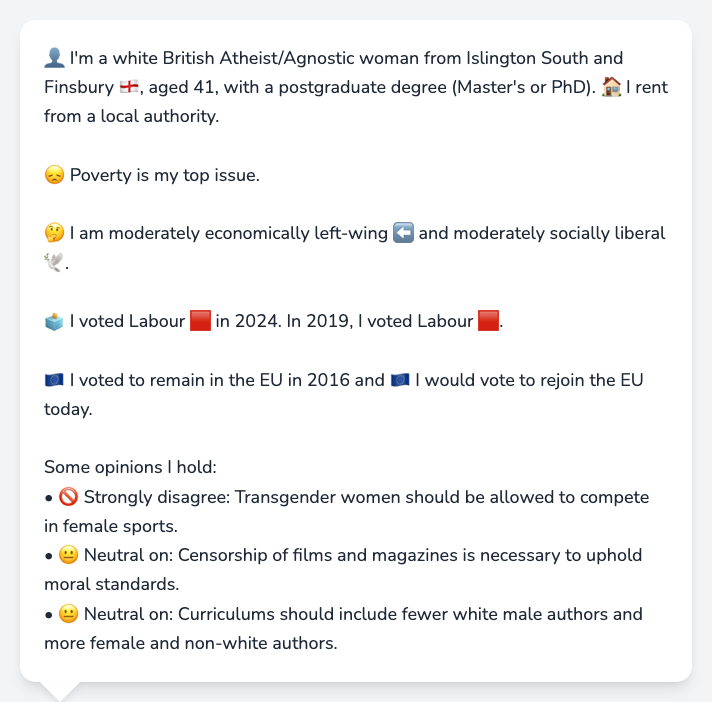 👤 I'm a white British Atheist/Agnostic woman from Islington South and
Finsbury 🏴󠁧󠁢󠁥󠁮󠁧󠁿, aged 41, with a postgraduate degree (Master's or PhD). 🏠 I rent
from a local authority.
😞 Poverty is my top issue.
🤔 I am moderately economically left-wing ⬅️ and moderately socially liberal
🕊️.
🗳️ I voted Labour 🟥 in 2024. In 2019, I voted Labour 🟥.
🇪🇺 I voted to remain in the EU in 2016 and 🇪🇺 I would vote to rejoin the EU
today.
Some opinions I hold:
• 🚫 Strongly disagree: Transgender women should be allowed to compete
in female sports.
• 😐 Neutral on: Censorship of films and magazines is necessary to uphold
moral standards.
• 😐 Neutral on: Curriculums should include fewer white male authors and
more female and non-white authors.